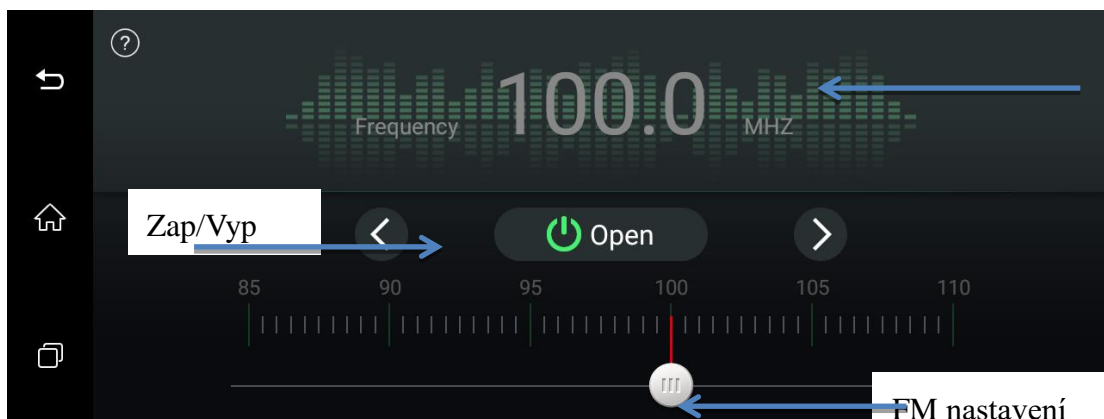 ?
Frequency 100.0 MHZ
Zap/Vyp
Open
85 90 95 100 105 110
FM nastavení